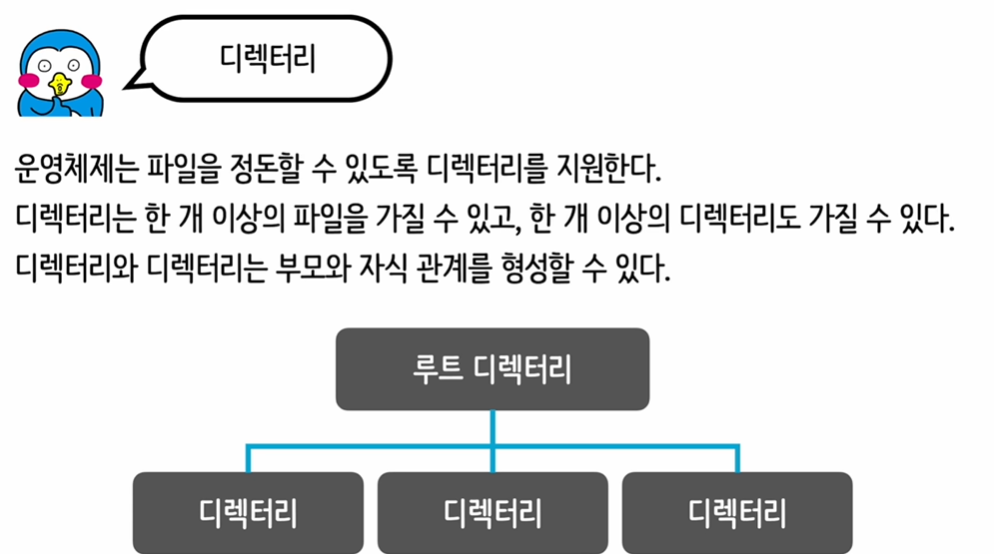 디렉터리
운영체제는 파일을 정돈할 수 있도록 디렉터리를 지원한다.
디렉터리는 한 개 이상의 파일을 가질 수 있고, 한 개 이상의 디렉터리도 가질 수 있다.
디렉터리와 디렉터리는 부모와 자식 관계를 형성할 수 있다.
루트 디렉터리
디렉터리 디렉터리 디렉터리